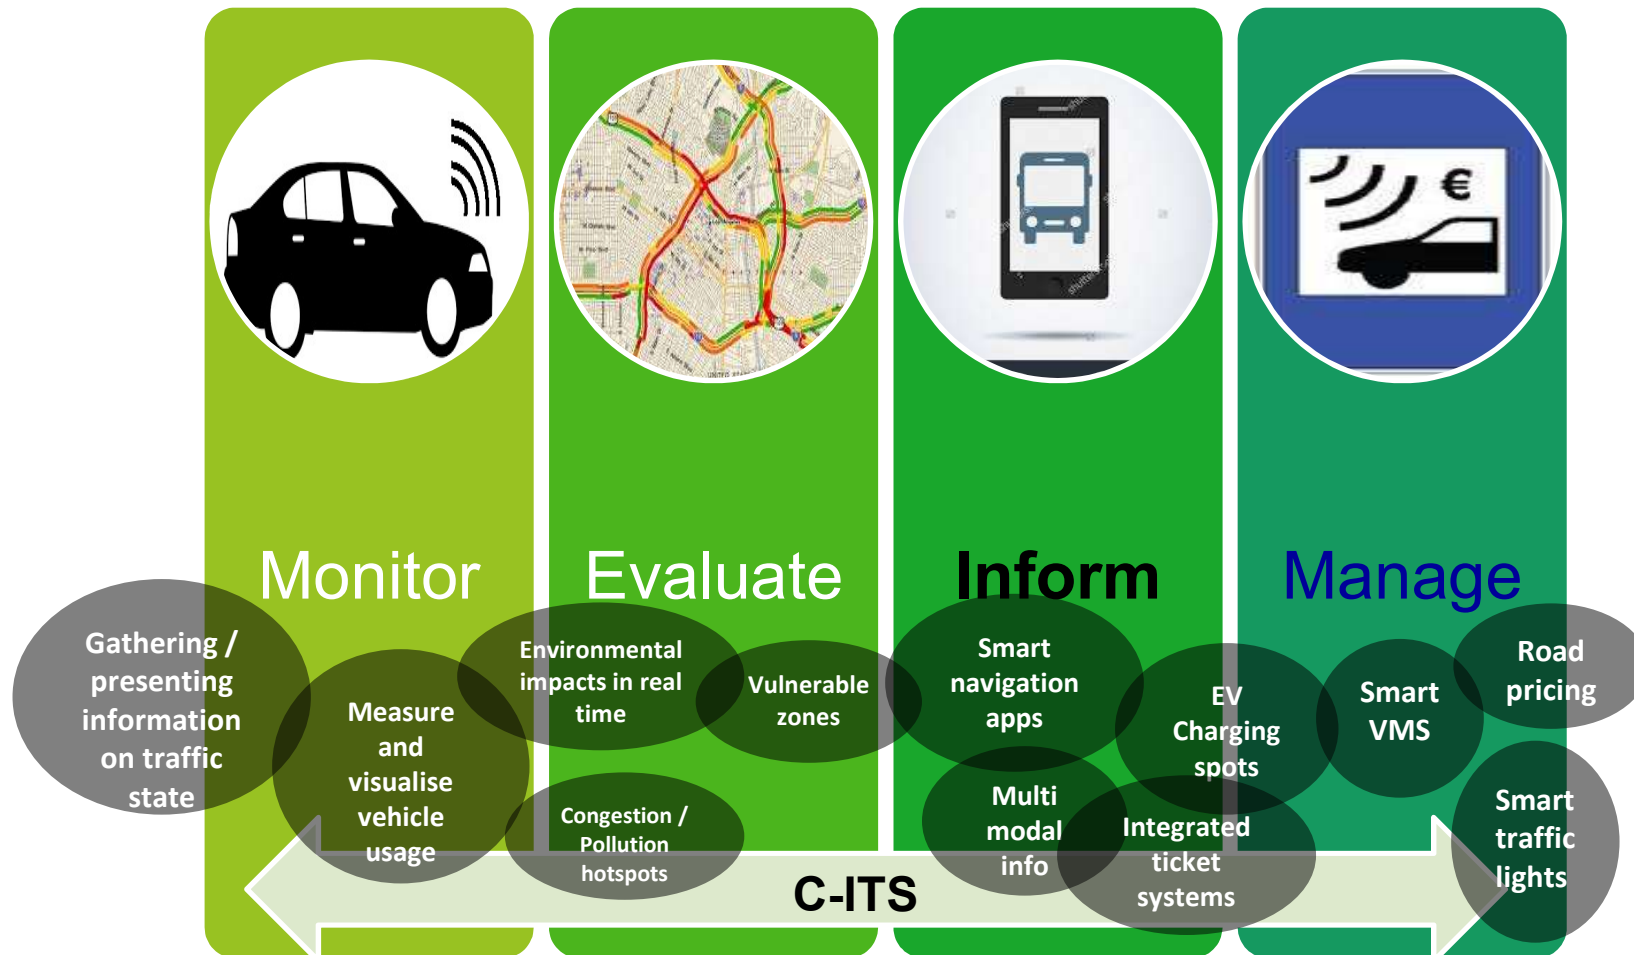 €
Monitor
Evaluate
Inform
Manage
Gathering /
presenting
information
on traffic
state
Measure
and
visualise
vehicle
usage
Environmental
impacts in real
time
Vulnerable
zones
Congestion /
Pollution
hotspots
Smart
navigation
apps
Multi
modal
info
EV
Charging
spots
Integrated
ticket
systems
Smart
VMS
Road
pricing
Smart
traffic
lights
C-ITS